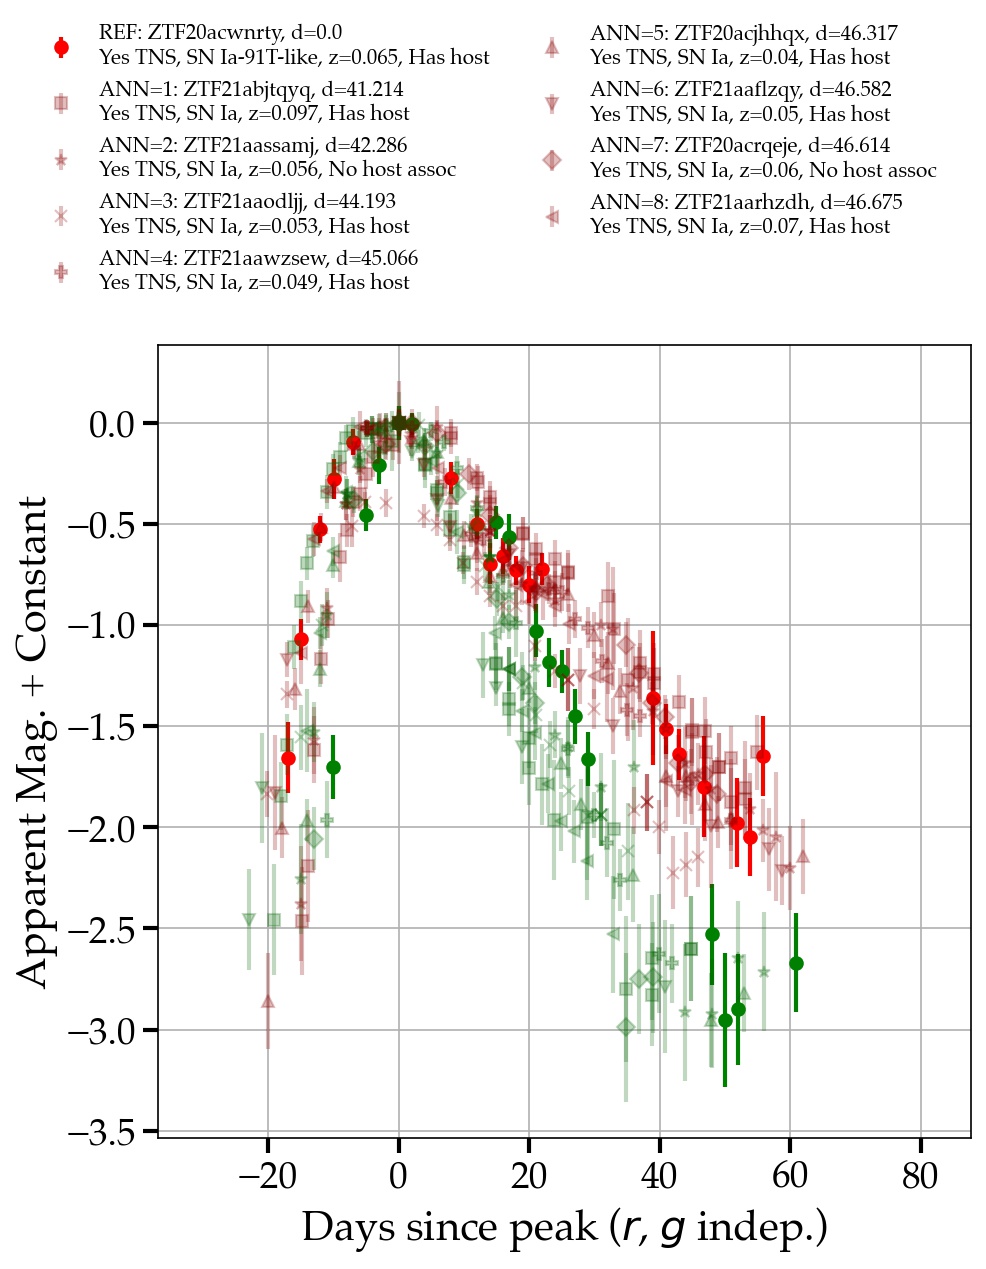 REF: ZTF20acwnrty, d=0.0
Yes TNS, SN Ia-91T-like, z=0.065, Has host
ANN=1: ZTF21abjtqyq, d=41.214
Yes TNS, SN Ia, z=0.097, Has host
ANN=2: ZTF21aassamj, d=42.286
Yes TNS, SN Ia, z=0.056, No host assoc
ANN=3: ZTF21aaodljj, d=44.193
Yes TNS, SN Ia, z=0.053, Has host
ANN=4: ZTF21aawzsew, d=45.066
Yes TNS, SN Ia, z=0.049, Has host
ANN=5: ZTF20acjhhqx, d=46.317
Yes TNS, SN Ia, z=0.04, Has host
ANN=6: ZTF21aaflzqy, d=46.582
Yes TNS, SN Ia, z=0.05, Has host
ANN=7: ZTF20acrqeje, d=46.614
Yes TNS, SN Ia, z=0.06, No host assoc
ANN=8: ZTF21aarhzdh, d=46.675
Yes TNS, SN Ia, z=0.07, Has host
Apparent Mag. + Constant
0.0
−0.5
−1.0
−1.5
−2.0
−2.5
−3.0
−3.5
−20 0 20 40 60 80
Days since peak (r, g indep.)